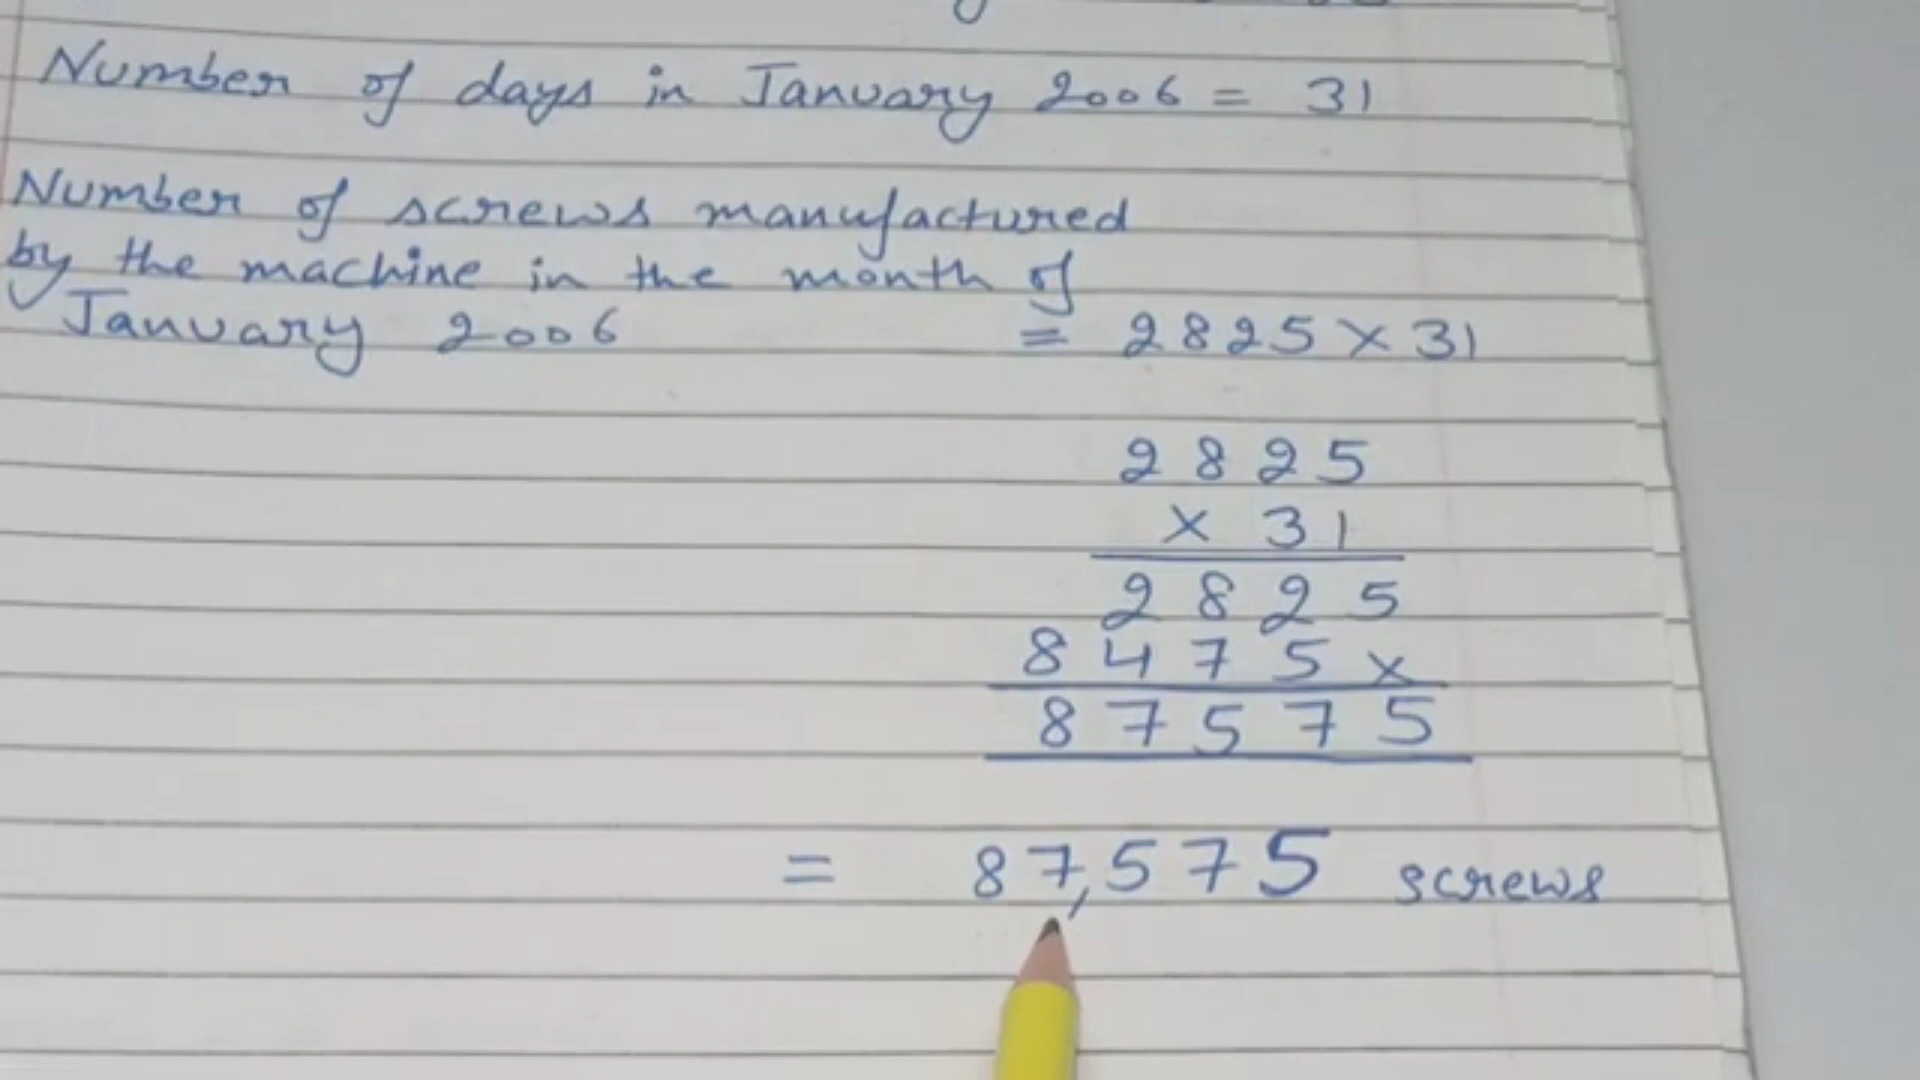 Number of days in January 2006 = 31
Number of screws manufactured
by the machine in the month of
January 2006 = 2825 × 31
2825
× 31
2825
8475×
87575
= 87,575 screws